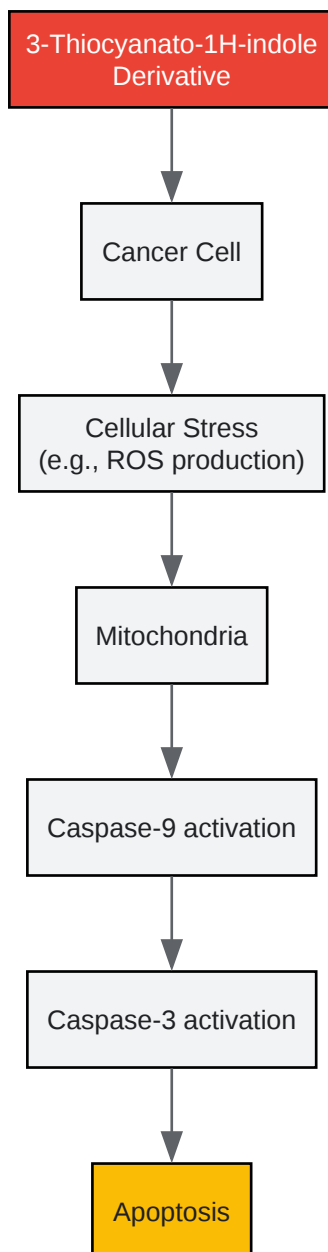 3-Thiocyanato-1H-indole
Derivative
Cancer Cell
Cellular Stress
(e.g., ROS production)
Mitochondria
Caspase-9 activation
Caspase-3 activation
Apoptosis